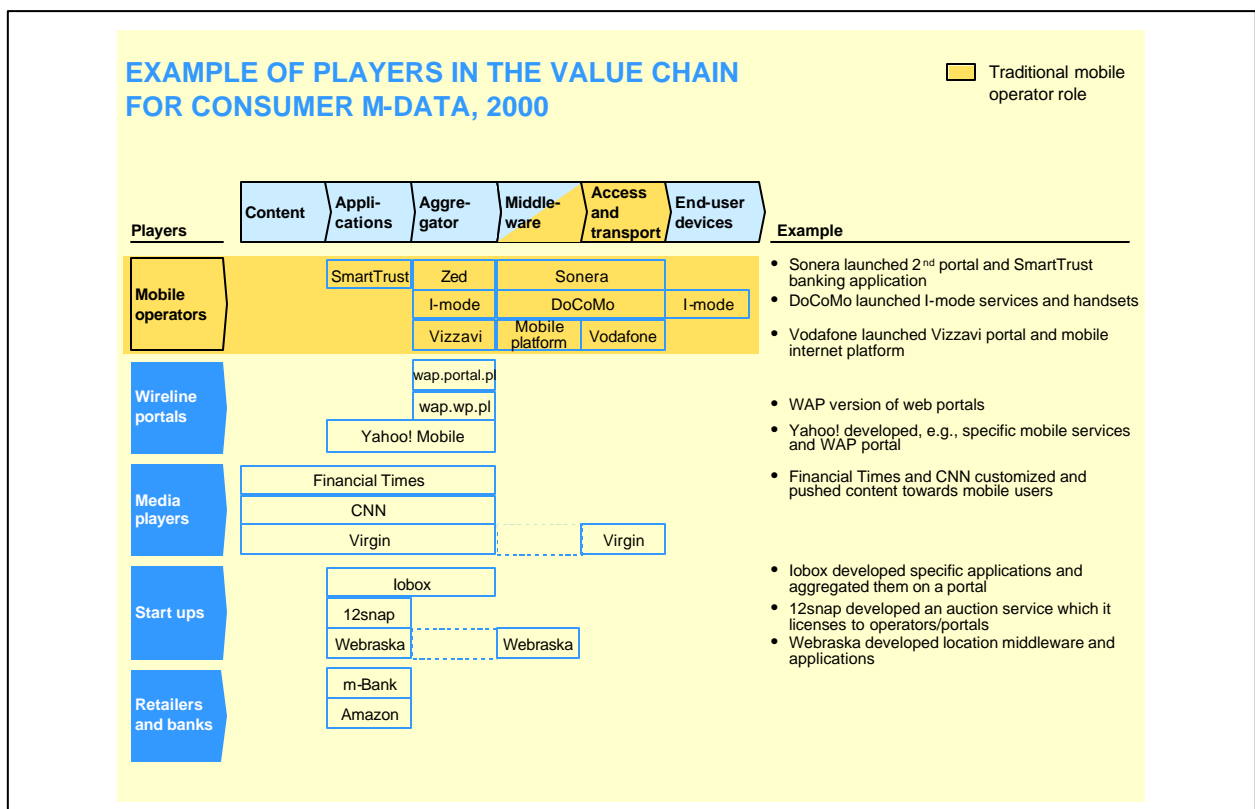 EXAMPLE OF PLAYERS IN THE VALUE CHAIN
FOR CONSUMER M-DATA, 2000
Traditional mobile
operator role
Players
Content
Appli-
cations
Aggre-
gator
Middle-
ware
Access
and
transport
End-user
devices
Example
Mobile
operators
SmartTrust
Zed
Sonera
I-mode
DoCoMo
I-mode
Vizzavi
Mobile
platform
Vodafone
• Sonera launched 2nd portal and SmartTrust
banking application
• DoCoMo launched I-mode services and handsets
• Vodafone launched Vizzavi portal and mobile
internet platform
Wireline
portals
wap.portal.pl
wap.wp.pl
Yahoo! Mobile
• WAP version of web portals
• Yahoo! developed, e.g., specific mobile services
and WAP portal
Media
players
Financial Times
CNN
Virgin
Virgin
• Financial Times and CNN customized and
pushed content towards mobile users
Start ups
Iobox
12snap
Webraska
Webraska
• Iobox developed specific applications and
aggregated them on a portal
• 12snap developed an auction service which it
licenses to operators/portals
• Webraska developed location middleware and
applications
Retailers
and banks
m-Bank
Amazon